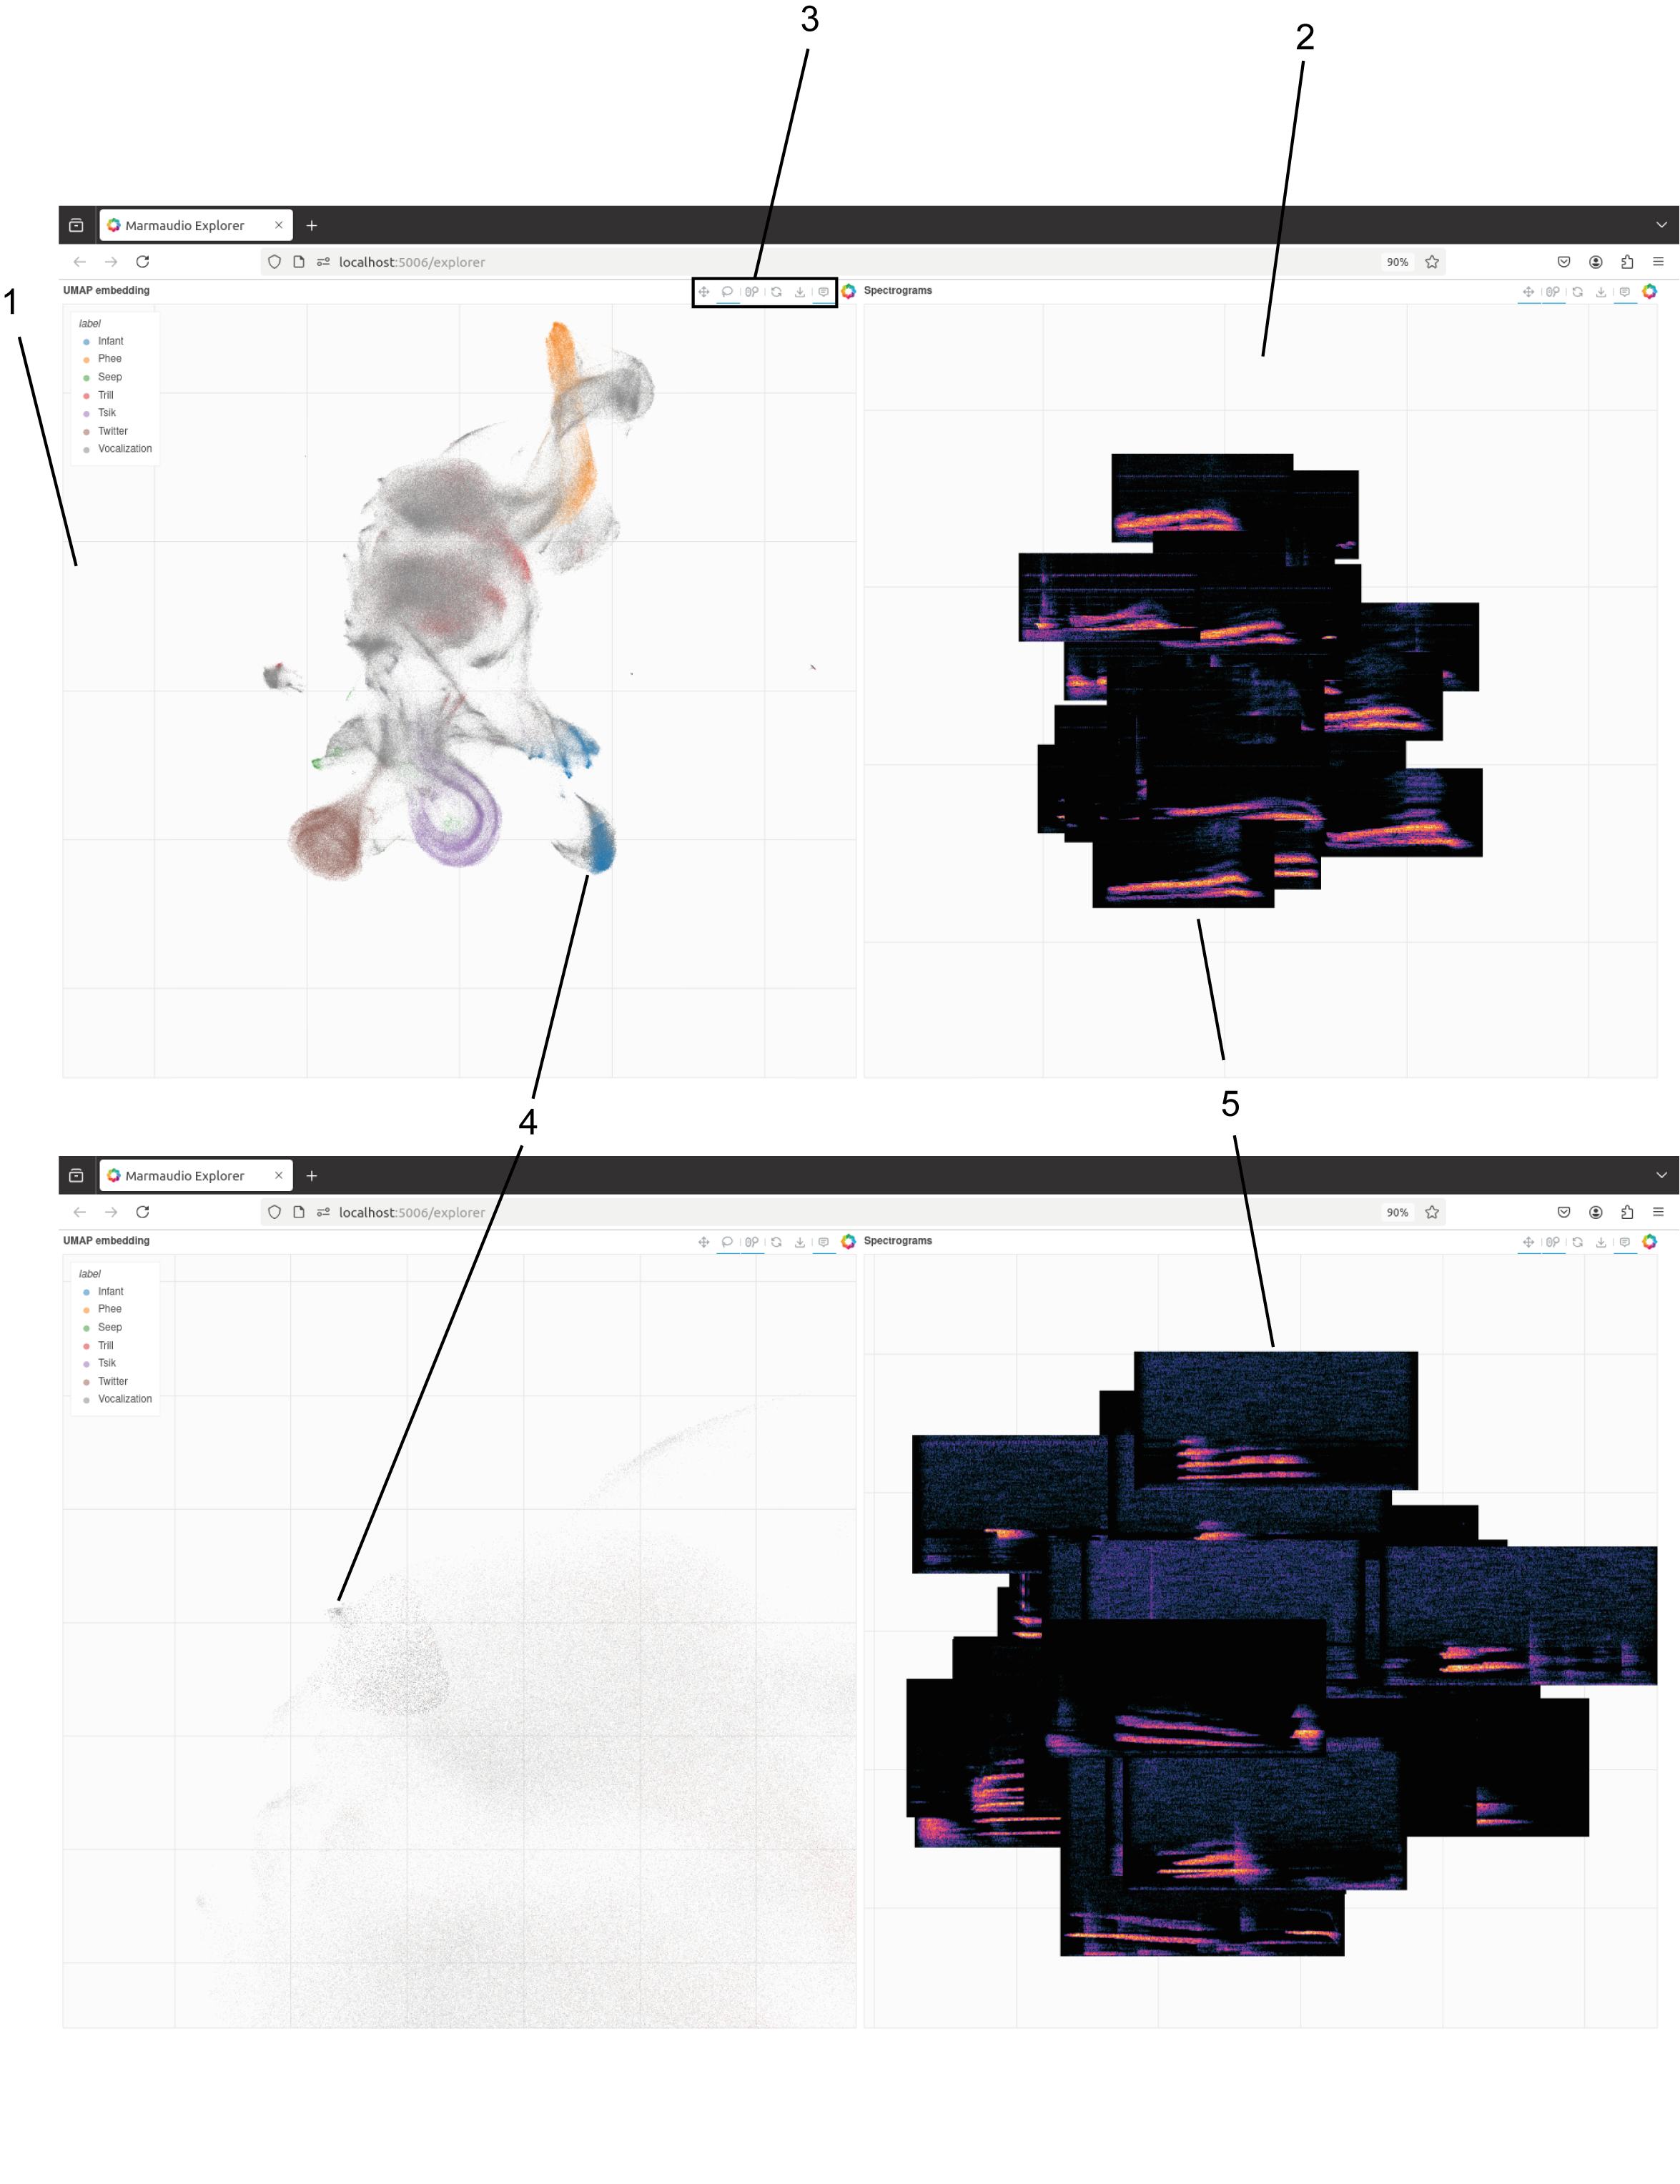 3
2
Marmaudio Explorer
localhost:5006/explorer
90%
1
UMAP embedding
Spectrograms
label
Infant
Phee
Seep
Trill
Tsik
Twitter
Vocalization
4
5
Marmaudio Explorer
localhost:5006/explorer
90%
UMAP embedding
Spectrograms
label
Infant
Phee
Seep
Trill
Tsik
Twitter
Vocalization